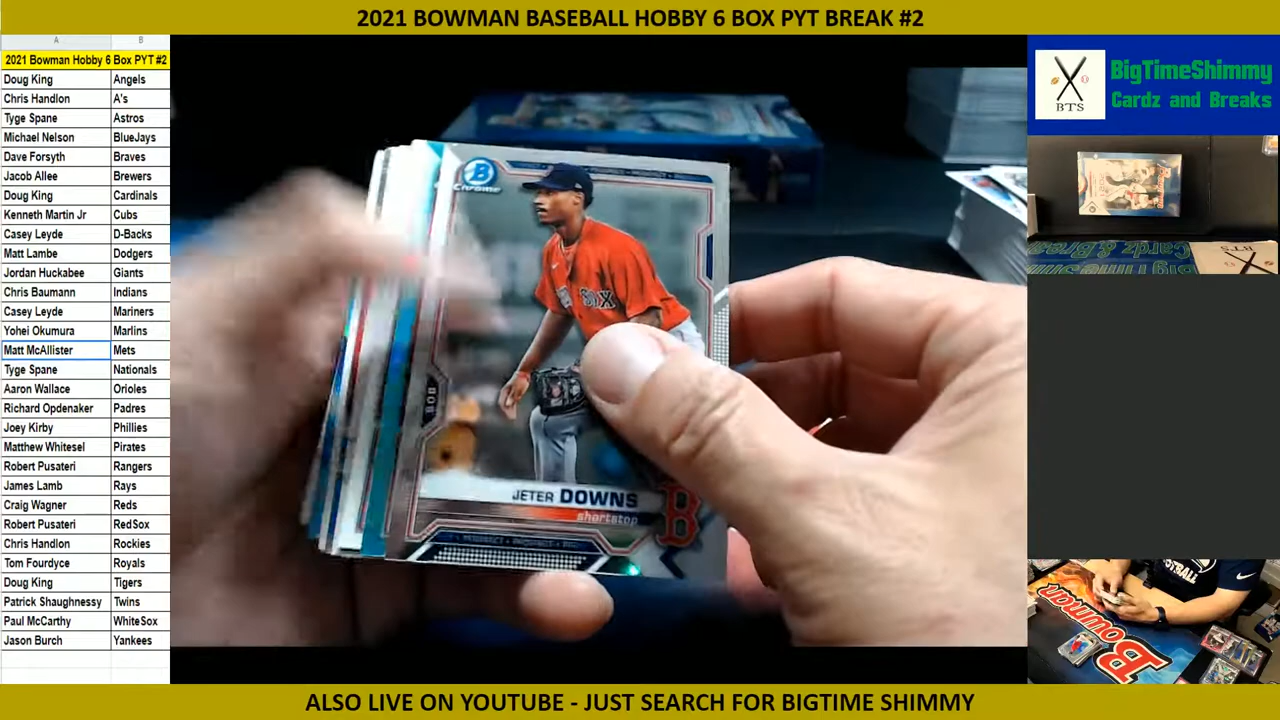 2021 BOWMAN BASEBALL HOBBY 6 BOX PYT BREAK #2
A B
2021 Bowman Hobby 6 Box PYT #2
Doug King Angels
Chris Handlon A's
Tyge Spane Astros
Michael Nelson BlueJays
Dave Forsyth Braves
Jacob Allee Brewers
Doug King Cardinals
Kenneth Martin Jr Cubs
Casey Leyde D-Backs
Matt Lambe Dodgers
Jordan Huckabee Giants
Chris Baumann Indians
Casey Leyde Mariners
Yohei Okumura Marlins
Matt McAllister Mets
Tyge Spane Nationals
Aaron Wallace Orioles
Richard Opdenaker Padres
Joey Kirby Phillies
Matthew Whitesel Pirates
Robert Pusateri Rangers
James Lamb Rays
Craig Wagner Reds
Robert Pusateri RedSox
Chris Handlon Rockies
Tom Fourdyce Royals
Doug King Tigers
Patrick Shaughnessy Twins
Paul McCarthy WhiteSox
Jason Burch Yankees
B
Chrome
SOX
BOS
JETER DOWNS
shortstop
B
BTS
BigTimeShimmy
Cardz and Breaks
Cardz & Breaks
BTS
Bowman
ALSO LIVE ON YOUTUBE - JUST SEARCH FOR BIGTIME SHIMMY